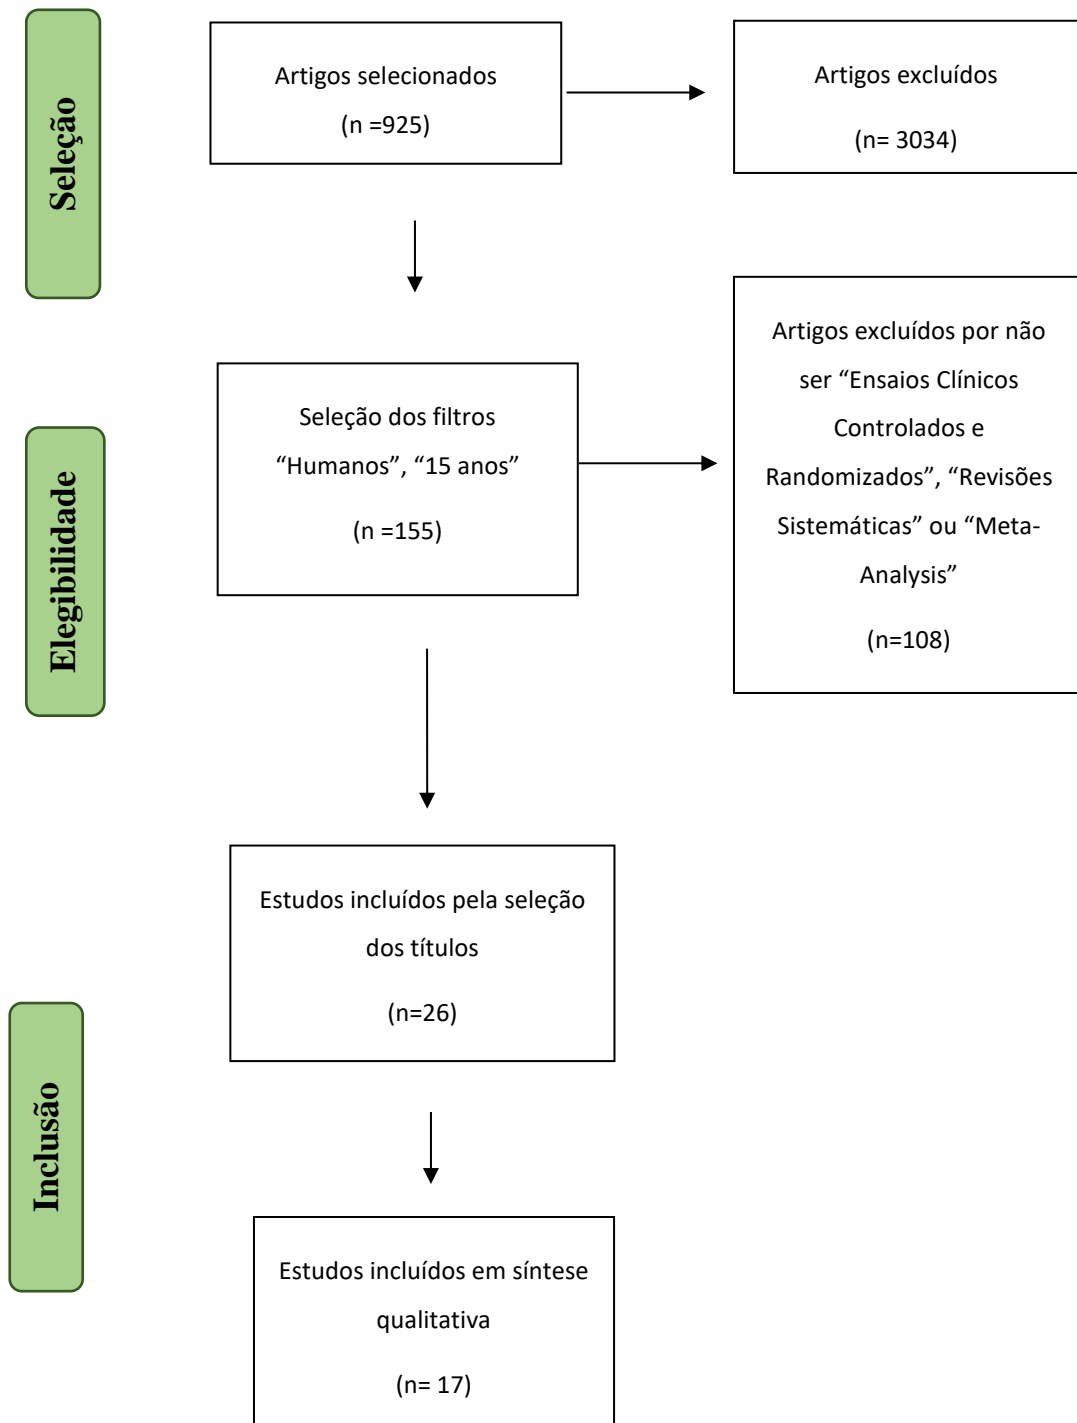 Seleção
Artigos selecionados
(n =925)
Artigos excluídos
(n= 3034)
Elegibilidade
Seleção dos filtros
“Humanos”, “15 anos”
(n =155)
Artigos excluídos por não
ser “Ensaios Clínicos
Controlados e
Randomizados”, “Revisões
Sistemáticas” ou “Meta-
Analysis”
(n=108)
Estudos incluídos pela seleção
dos títulos
(n=26)
Inclusão
Estudos incluídos em síntese
qualitativa
(n= 17)